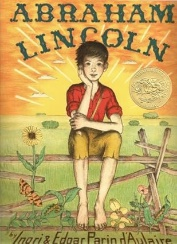 ABRAHAM
LINCOLN
by Ingri & Edgar Parin d'Aulaire